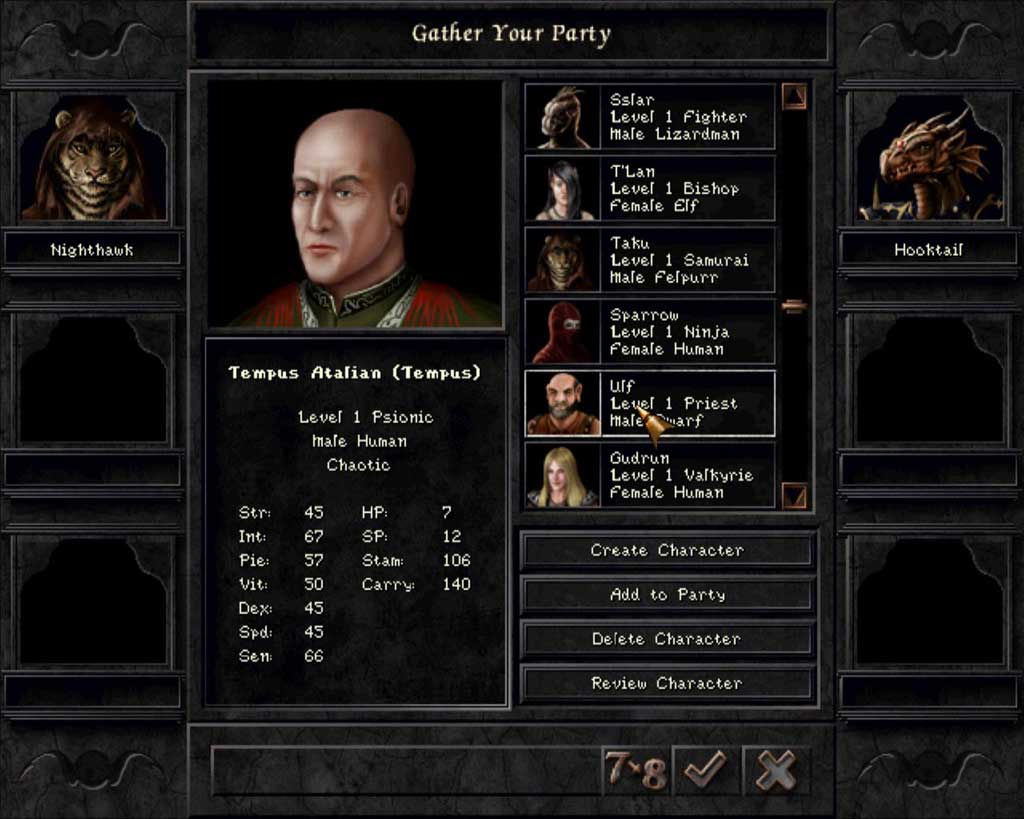 Gather Your Party
Nighthawk
Hooktail
Tempus Atalian (Tempus)
Level 1 Psionic
Male Human
Chaotic
Str: 45 HP: 7
Int: 67 SP: 12
Pie: 57 Stam: 106
Vit: 50 Carry: 140
Dex: 45
Spd: 45
Sen: 66
Sslar
Level 1 Fighter
Male Lizardman
T'Lan
Level 1 Bishop
Female Elf
Taku
Level 1 Samurai
Male Felpurr
Sparrow
Level 1 Ninja
Female Human
Ulf
Level 1 Priest
Male Dwarf
Gudrun
Level 1 Valkyrie
Female Human
Create Character
Add to Party
Delete Character
Review Character
7▸8